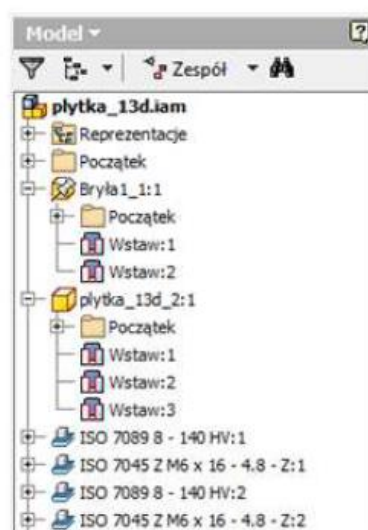 Model
Zespół
plytka_13d.iam
Reprezentacje
Początek
Bryła1_1:1
Początek
Wstaw:1
Wstaw:2
plytka_13d_2:1
Początek
Wstaw:1
Wstaw:2
Wstaw:3
ISO 7089 8 - 140 HV:1
ISO 7045 Z M6 x 16 - 4.8 - Z:1
ISO 7089 8 - 140 HV:2
ISO 7045 Z M6 x 16 - 4.8 - Z:2